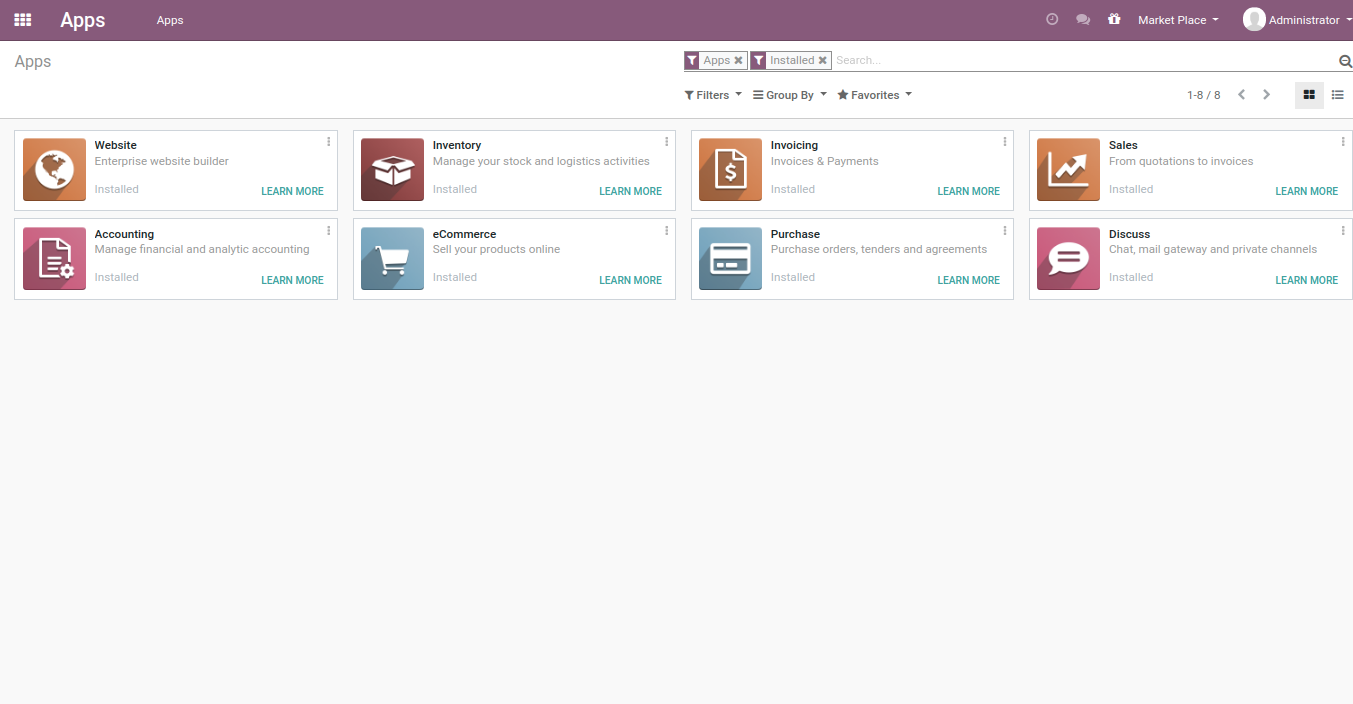 Apps Apps Market Place Administrator
Apps Apps Installed Search...
Filters Group By Favorites 1-8 / 8
Website
Enterprise website builder
Installed LEARN MORE
Inventory
Manage your stock and logistics activities
Installed LEARN MORE
Invoicing
Invoices & Payments
Installed LEARN MORE
Sales
From quotations to invoices
Installed LEARN MORE
Accounting
Manage financial and analytic accounting
Installed LEARN MORE
eCommerce
Sell your products online
Installed LEARN MORE
Purchase
Purchase orders, tenders and agreements
Installed LEARN MORE
Discuss
Chat, mail gateway and private channels
Installed LEARN MORE